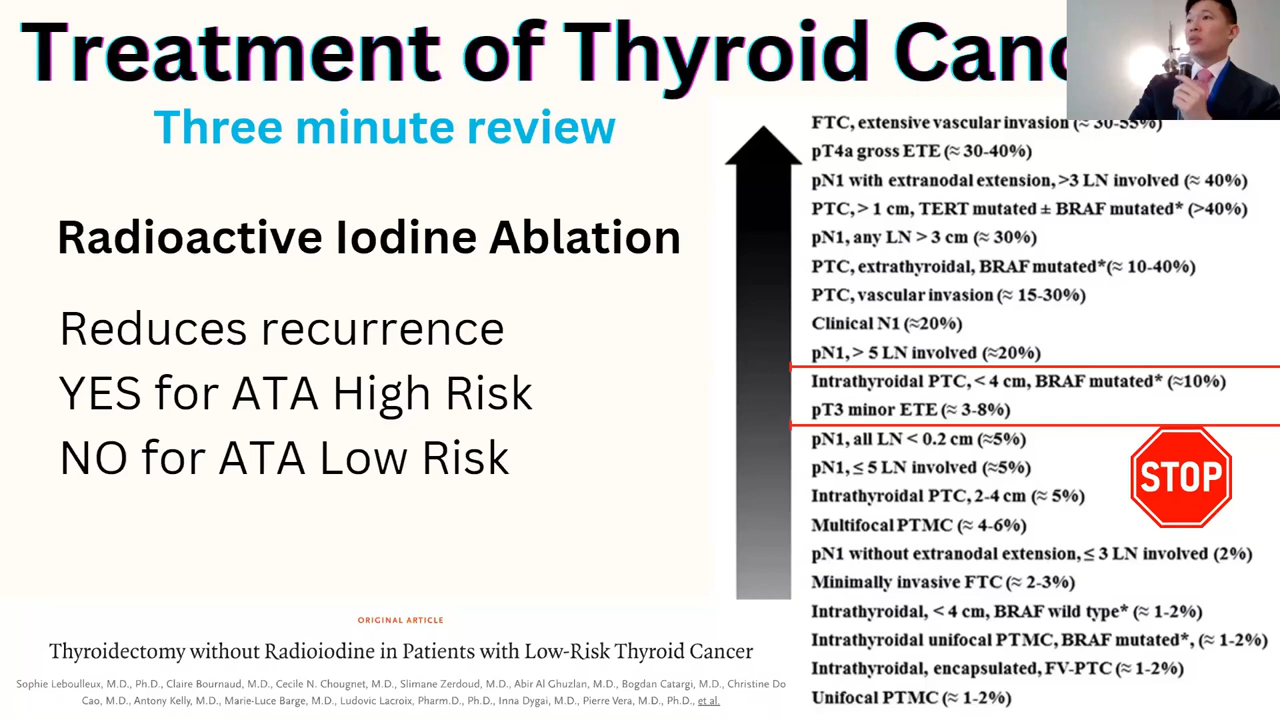 Treatment of Thyroid Canc
Three minute review
Radioactive Iodine Ablation
Reduces recurrence
YES for ATA High Risk
NO for ATA Low Risk
ORIGINAL ARTICLE
Thyroidectomy without Radioiodine in Patients with Low-Risk Thyroid Cancer
Sophie Leboulleux, M.D., Ph.D., Claire Bournaud, M.D., Cecile N. Chougnet, M.D., Slimane Zerdoud, M.D., Abir Al Ghuzlan, M.D., Bogdan Catargi, M.D., Christine Do
Cao, M.D., Antony Kelly, M.D., Marie-Luce Barge, M.D., Ludovic Lacroix, Pharm.D., Ph.D., Inna Dygai, M.D., Pierre Vera, M.D., Ph.D., et al.
FTC, extensive vascular invasion (≈ 30-55%)
pT4a gross ETE (≈ 30-40%)
pN1 with extranodal extension, >3 LN involved (≈ 40%)
PTC, > 1 cm, TERT mutated ± BRAF mutated* (>40%)
pN1, any LN > 3 cm (≈ 30%)
PTC, extrathyroidal, BRAF mutated*(≈ 10-40%)
PTC, vascular invasion (≈ 15-30%)
Clinical N1 (≈20%)
pN1, > 5 LN involved (≈20%)
Intrathyroidal PTC, < 4 cm, BRAF mutated* (≈10%)
pT3 minor ETE (≈ 3-8%)
pN1, all LN < 0.2 cm (≈5%)
pN1, ≤ 5 LN involved (≈5%)
Intrathyroidal PTC, 2-4 cm (≈ 5%)
Multifocal PTMC (≈ 4-6%)
pN1 without extranodal extension, ≤ 3 LN involved (2%)
Minimally invasive FTC (≈ 2-3%)
Intrathyroidal, < 4 cm, BRAF wild type* (≈ 1-2%)
Intrathyroidal unifocal PTMC, BRAF mutated*, (≈ 1-2%)
Intrathyroidal, encapsulated, FV-PTC (≈ 1-2%)
Unifocal PTMC (≈ 1-2%)
STOP